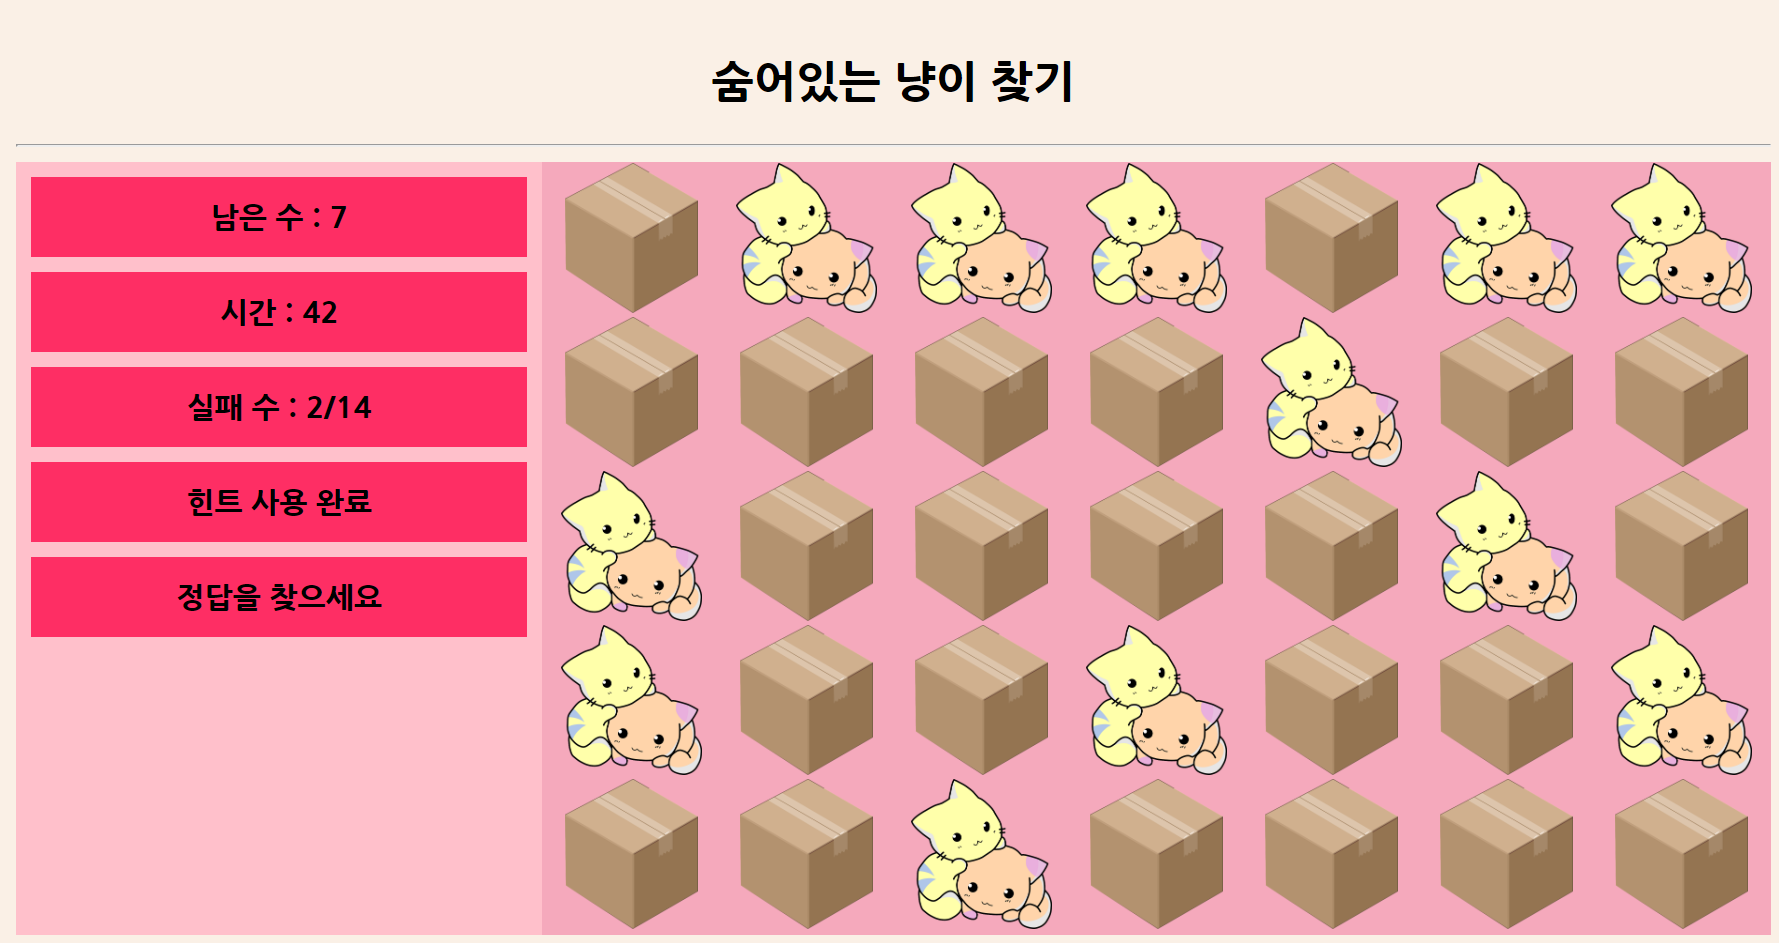 숨어있는 냥이 찾기
남은 수 : 7
시간 : 42
실패 수 : 2/14
힌트 사용 완료
정답을 찾으세요